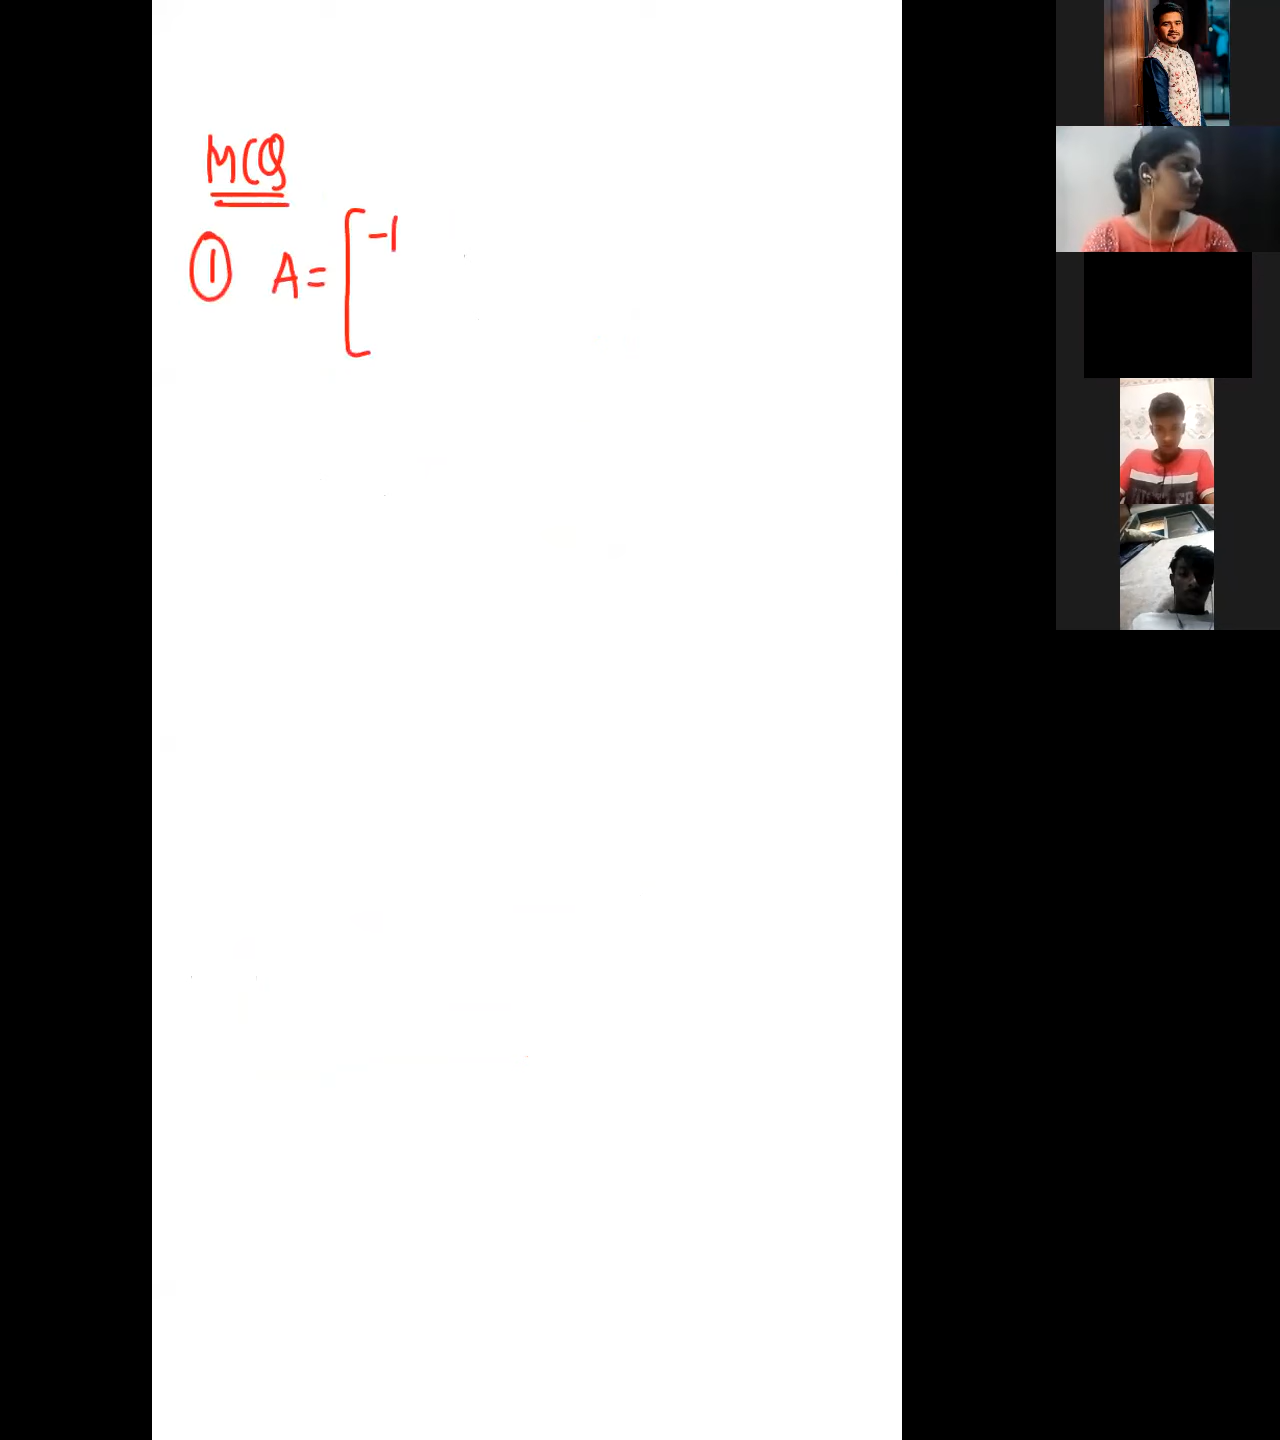 MCQ
① A = [ -1